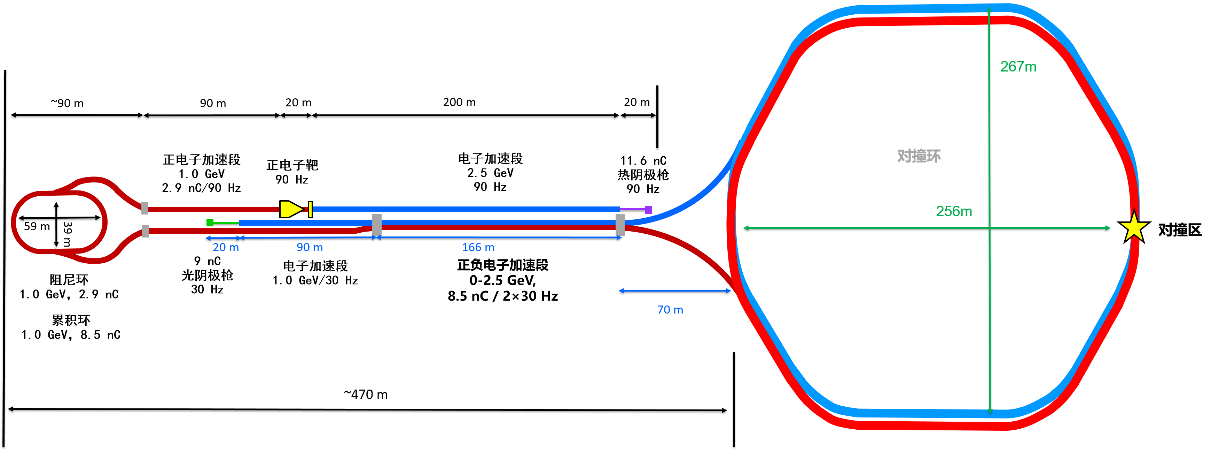 267m
~90 m
90 m
20 m
200 m
20 m
正电子加速段
1.0 GeV
2.9 nC/90 Hz
正电子靶
90 Hz
电子加速段
2.5 GeV
90 Hz
11.6 nC
热阴极枪
90 Hz
对撞环
256m
对撞区
59 m
39 m
20 m
90 m
166 m
9 nC
光阴极枪
30 Hz
电子加速段
1.0 GeV/30 Hz
正负电子加速段
0-2.5 GeV,
8.5 nC / 2×30 Hz
阻尼环
1.0 GeV, 2.9 nC
累积环
1.0 GeV, 8.5 nC
70 m
~470 m